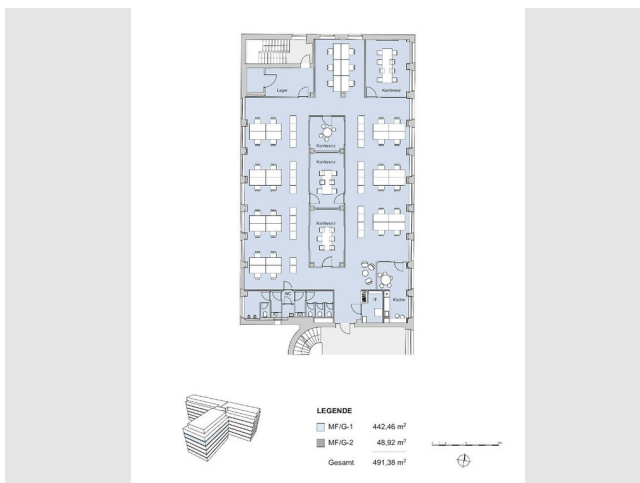 Lager
Konferenz
Konferenz
Konferenz
Konferenz
WC
IT
Küche
LEGENDE
MF/G-1 442,46 m²
MF/G-2 48,92 m²
Gesamt 491,38 m²